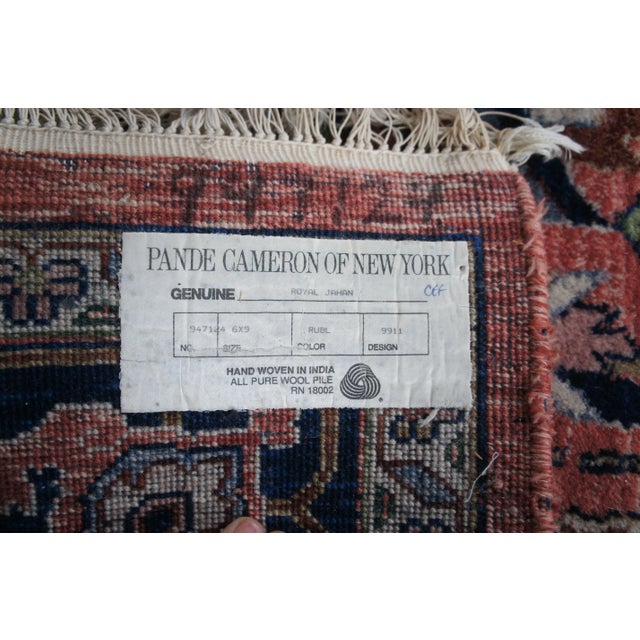 PANDE CAMERON OF NEW YORK
GENUINE ROYAL JAHAN
947124 6X9 RUBL 9911
NO. SIZE COLOR DESIGN
HAND WOVEN IN INDIA
ALL PURE WOOL PILE
RN 18002